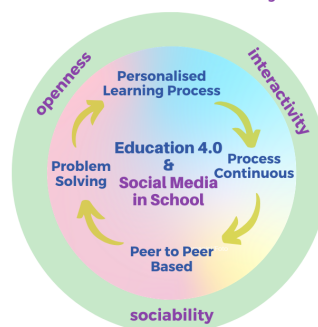 openness
interactivity
Personalised
Learning Process
Education 4.0
&
Social Media
in School
Process
Continuous
Problem
Solving
Peer to Peer
Based
sociability